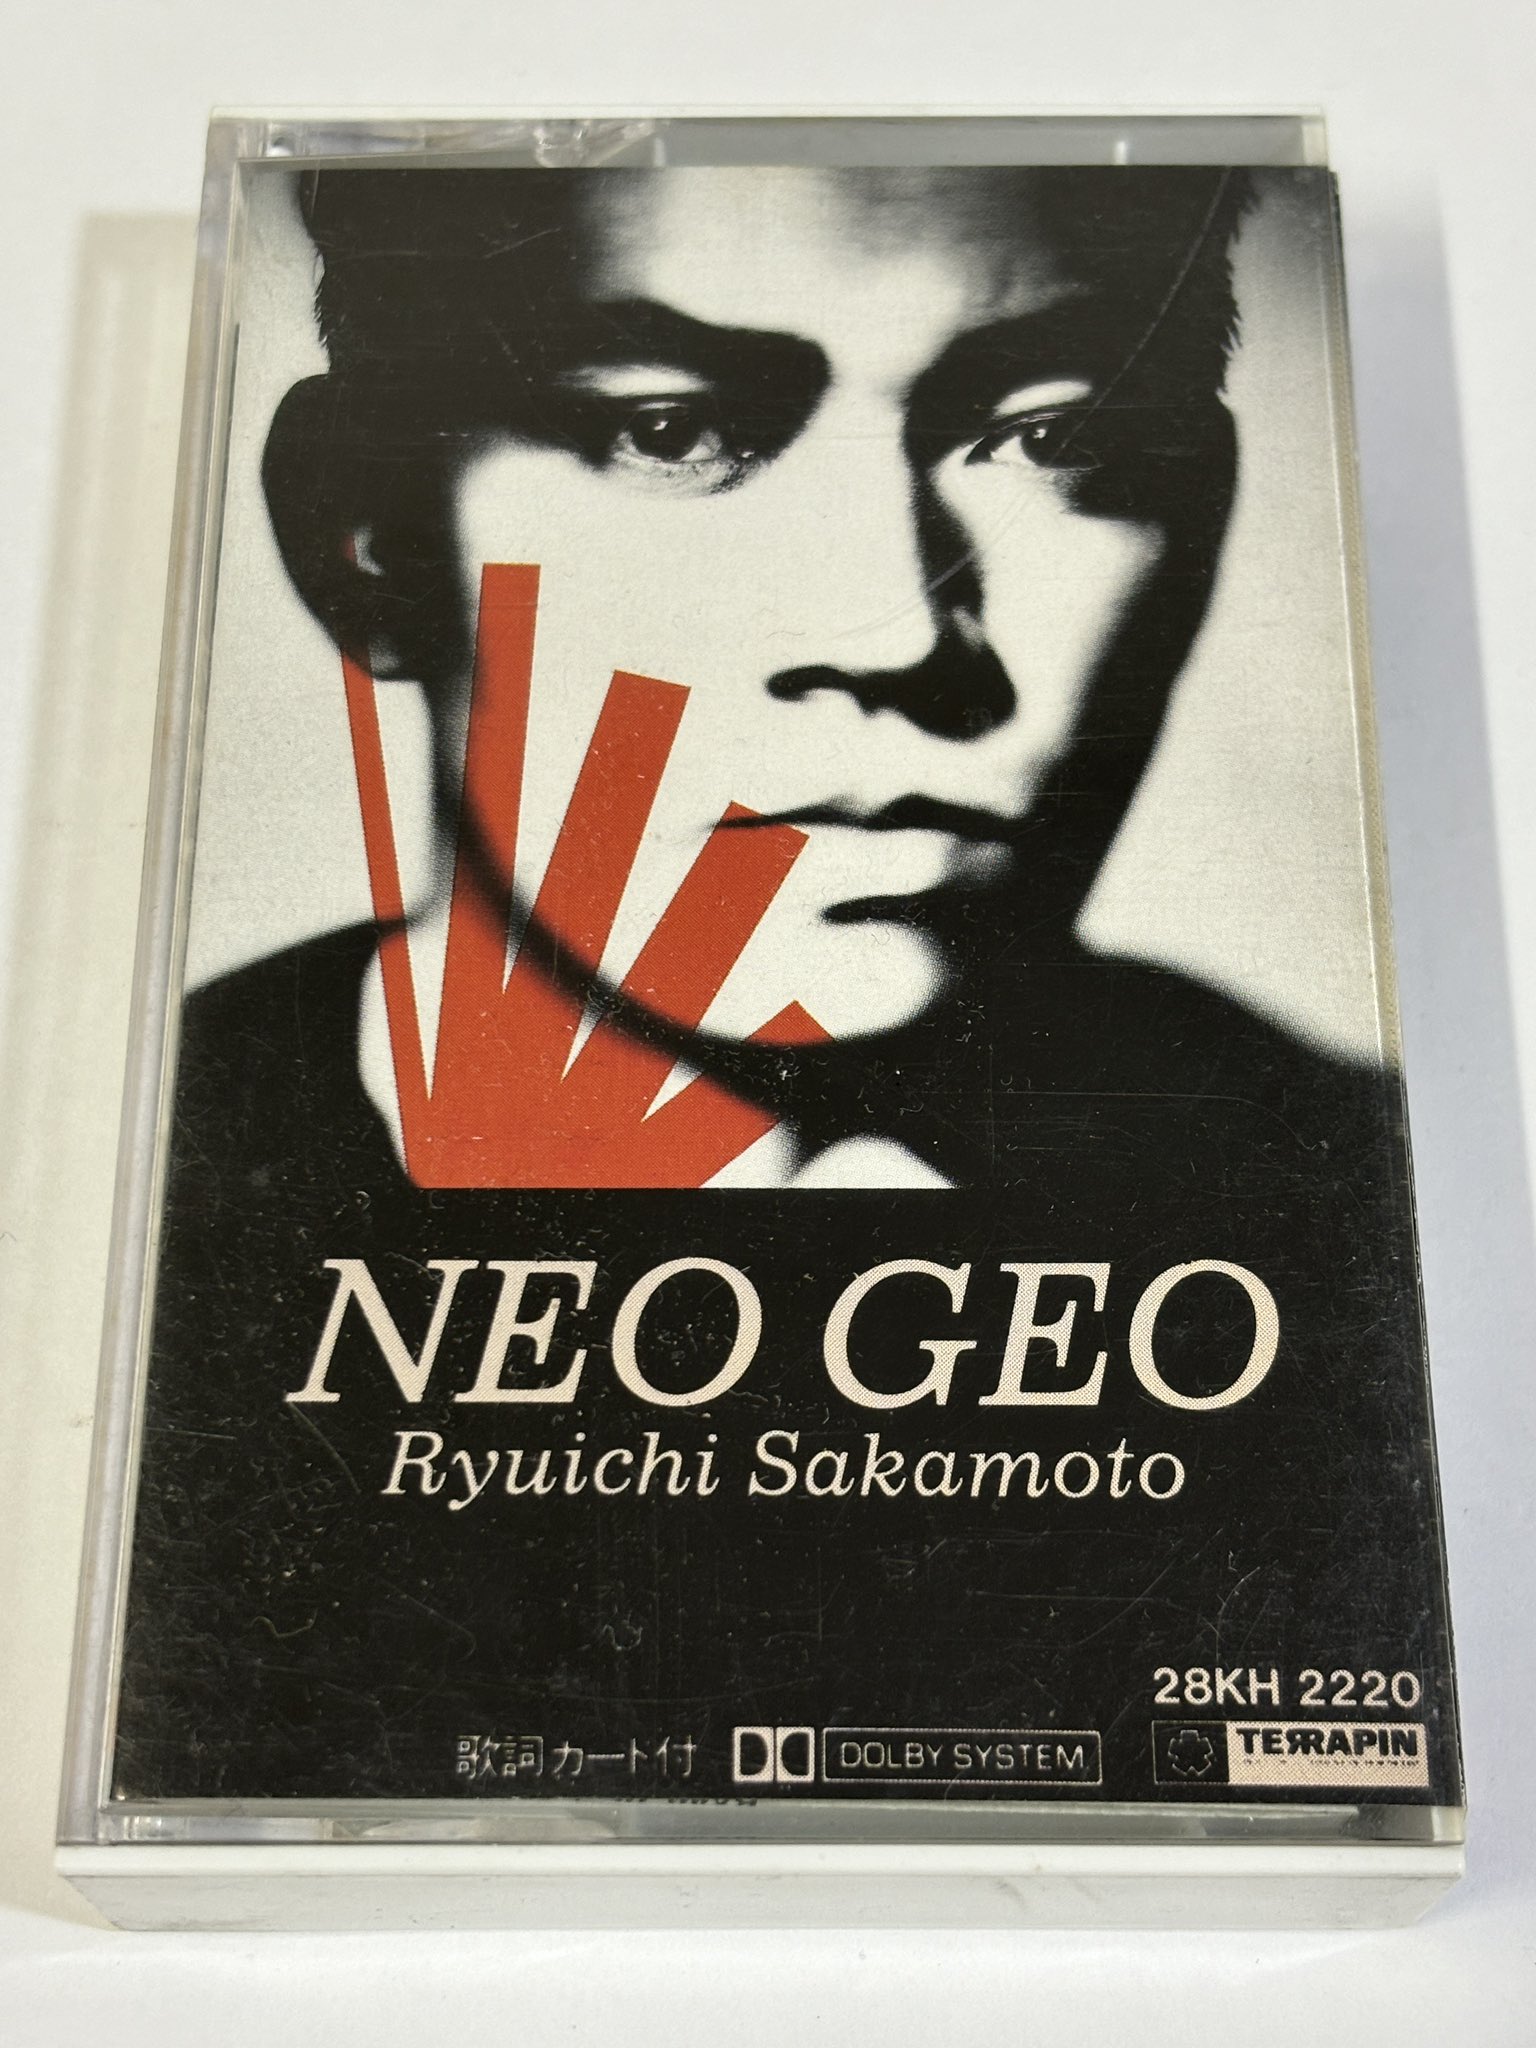 NEO GEO
Ryuichi Sakamoto
28KH 2220
歌詞カード付 DOLBY SYSTEM TERRAPIN